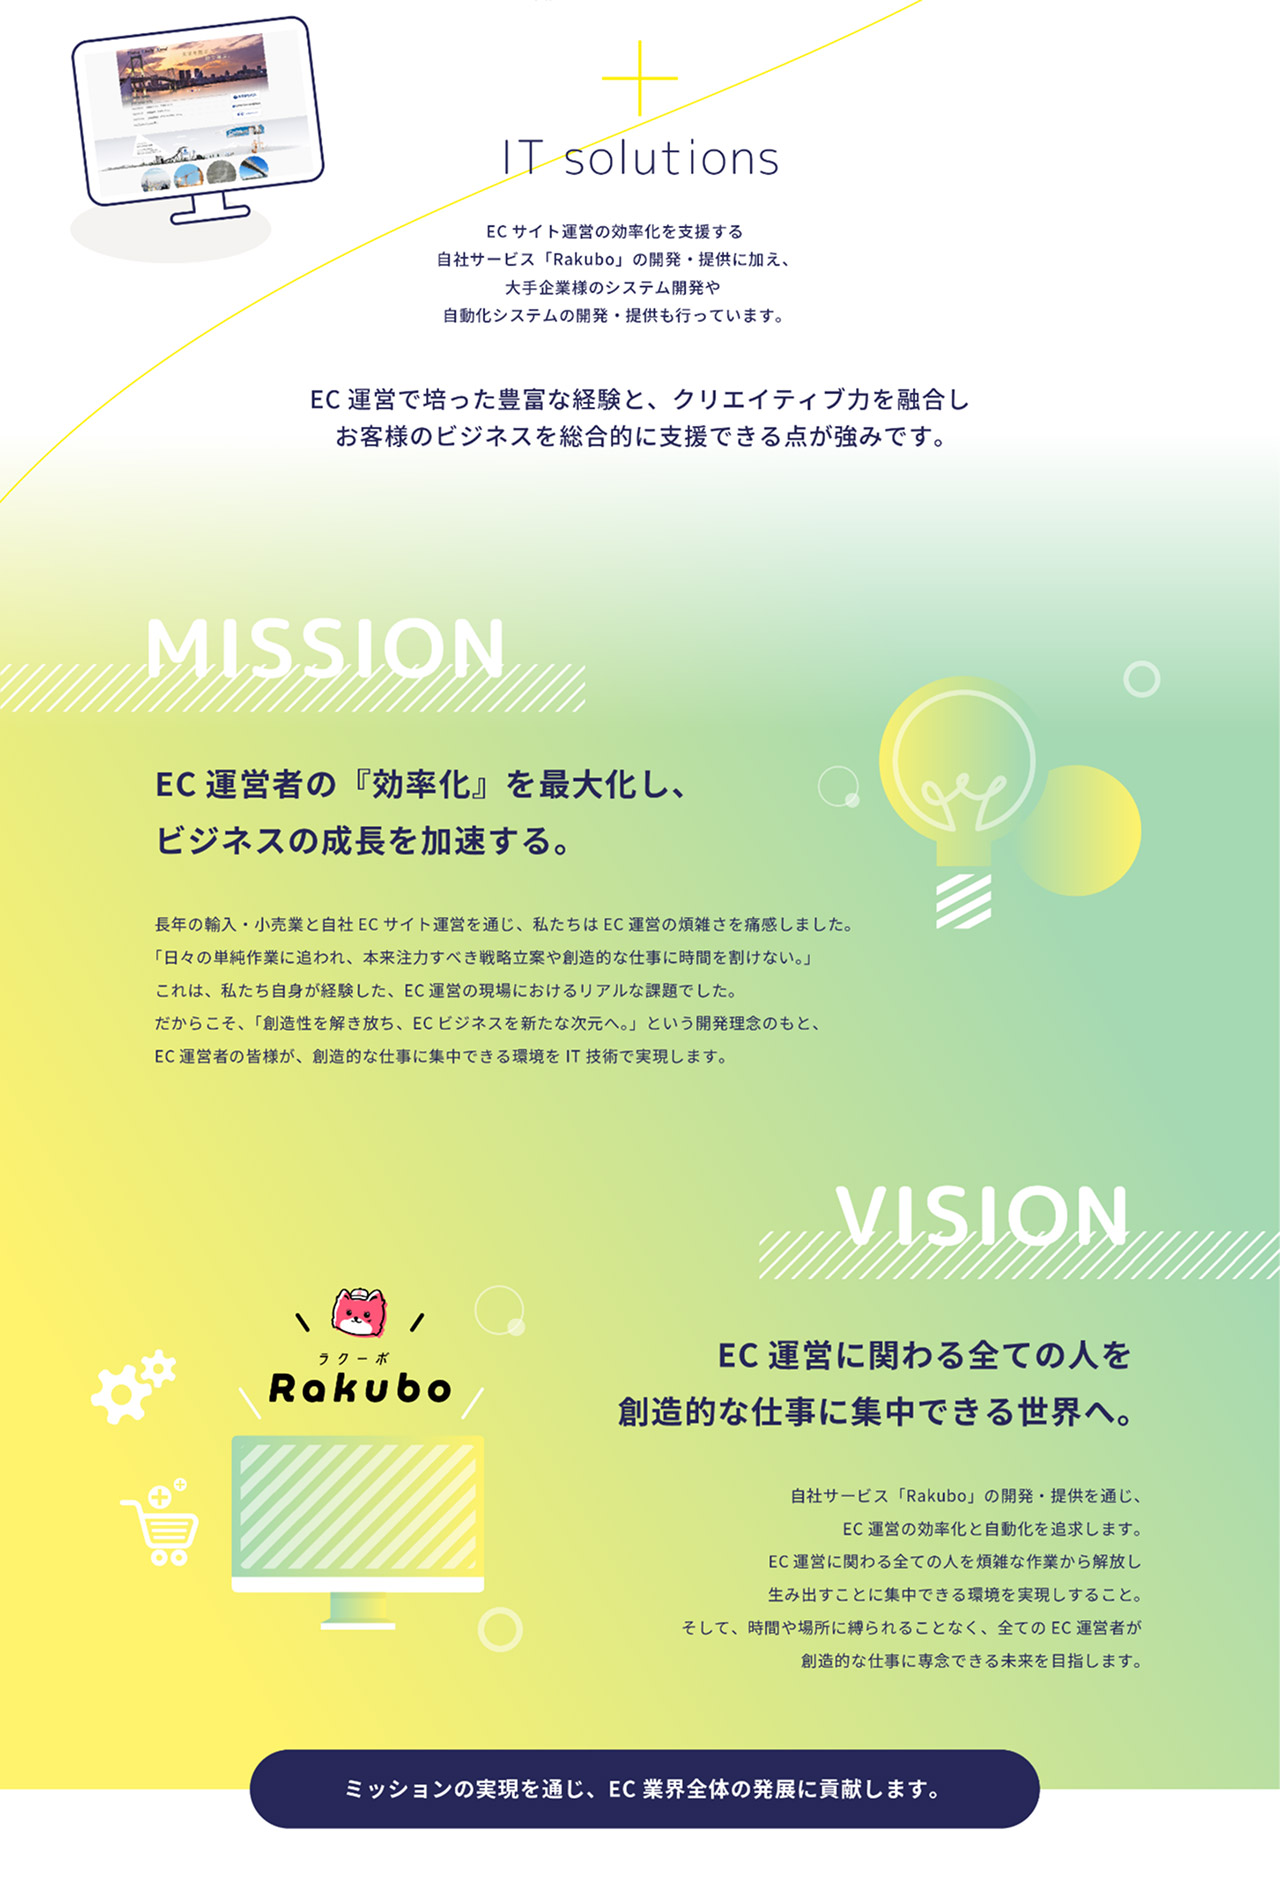 IT solutions
EC サイト運営の効率化を支援する
自社サービス「Rakubo」の開発・提供に加え、
大手企業様のシステム開発や
自動化システムの開発・提供も行っています。
EC 運営で培った豊富な経験と、クリエイティブ力を融合し
お客様のビジネスを総合的に支援できる点が強みです。
MISSION
EC 運営者の『効率化』を最大化し、
ビジネスの成長を加速する。
長年の輸入・小売業と自社 EC サイト運営を通じ、私たちは EC 運営の煩雑さを痛感しました。
「日々の単純作業に追われ、本来注力すべき戦略立案や創造的な仕事に時間を割けない。」
これは、私たち自身が経験した、EC 運営の現場におけるリアルな課題でした。
だからこそ、「創造性を解き放ち、EC ビジネスを新たな次元へ。」という開発理念のもと、
EC 運営者の皆様が、創造的な仕事に集中できる環境を IT 技術で実現します。
VISION
ラクーボ
Rakubo
EC 運営に関わる全ての人を
創造的な仕事に集中できる世界へ。
自社サービス「Rakubo」の開発・提供を通じ、
EC 運営の効率化と自動化を追求します。
EC 運営に関わる全ての人を煩雑な作業から解放し
生み出すことに集中できる環境を実現しすること。
そして、時間や場所に縛られることなく、全ての EC 運営者が
創造的な仕事に専念できる未来を目指します。
ミッションの実現を通じ、EC 業界全体の発展に貢献します。